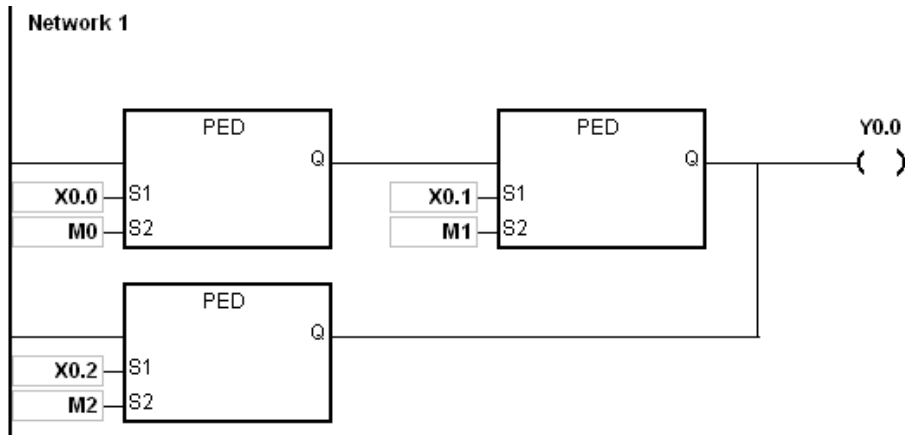 Network 1
PED
PED
Y0.0
Q
Q
X0.0 S1
X0.1 S1
M0 S2
M1 S2
PED
Q
X0.2 S1
M2 S2